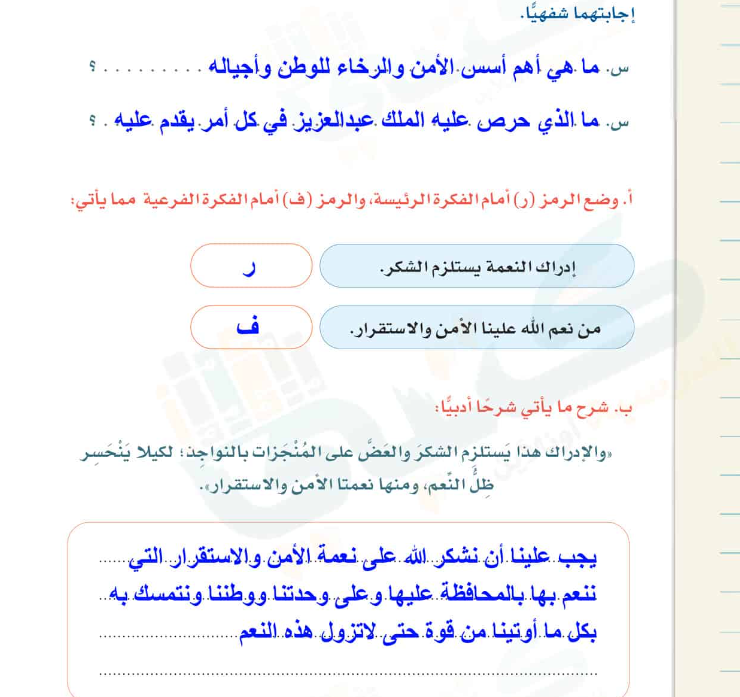 إجابتهما شفهيًّا.
س. ما هي أهم أسس الأمن والرخاء للوطن وأجياله . . . . . . . . . ؟
س. ما الذي حرص عليه الملك عبدالعزيز في كل أمر يقدم عليه . ؟
أ. وضع الرمز (ر) أمام الفكرة الرئيسة، والرمز (ف) أمام الفكرة الفرعية مما يأتي:
إدراك النعمة يستلزم الشكر. ر
من نعم الله علينا الأمن والاستقرار. ف
ب. شرح ما يأتي شرحًا أدبيًّا:
«والإدراك هذا يَستلزِم الشكرَ والعَضَّ على المُنْجَزات بالنواجذ؛ لكيلا يَنْحَسِر
ظِلُّ النِّعم، ومنها نعمتا الأمن والاستقرار».
يجب علينا أن نشكر الله على نعمة الأمن والاستقرار التي
ننعم بها بالمحافظة عليها وعلى وحدتنا ووطننا ونتمسك به
بكل ما أوتينا من قوة حتى لاتزول هذه النعم